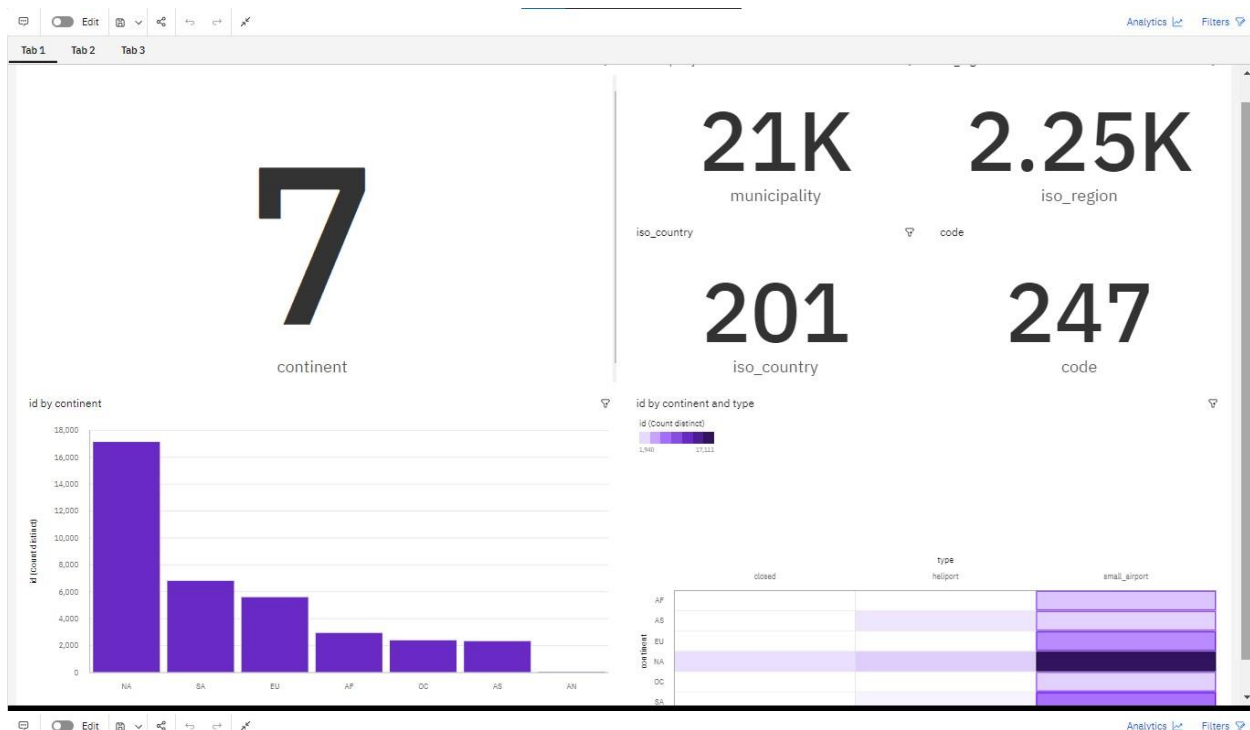 Edit
Analytics
Filters
Tab 1 Tab 2 Tab 3
7
continent
21K
municipality
2.25K
iso_region
iso_country
201
iso_country
code
247
code
id by continent
id (Count distinct)
18,000
16,000
14,000
12,000
10,000
8,000
6,000
4,000
2,000
0
NA SA EU AF OC AS AN
id by continent and type
id (Count distinct)
1,940 17,111
type
closed heliport small_airport
continent
AF
AS
EU
NA
OC
SA
Edit
Analytics
Filters